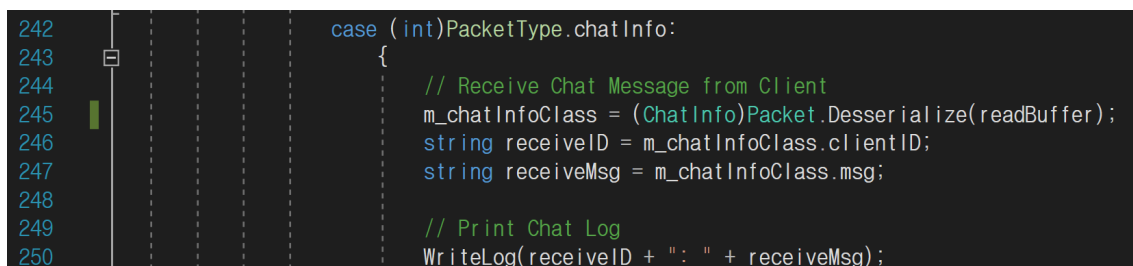 242 case (int)PacketType.chatInfo:
243 {
244 // Receive Chat Message from Client
245 m_chatInfoClass = (ChatInfo)Packet.Desserialize(readBuffer);
246 string receiveID = m_chatInfoClass.clientID;
247 string receiveMsg = m_chatInfoClass.msg;
248
249 // Print Chat Log
250 WriteLog(receiveID + ": " + receiveMsg);